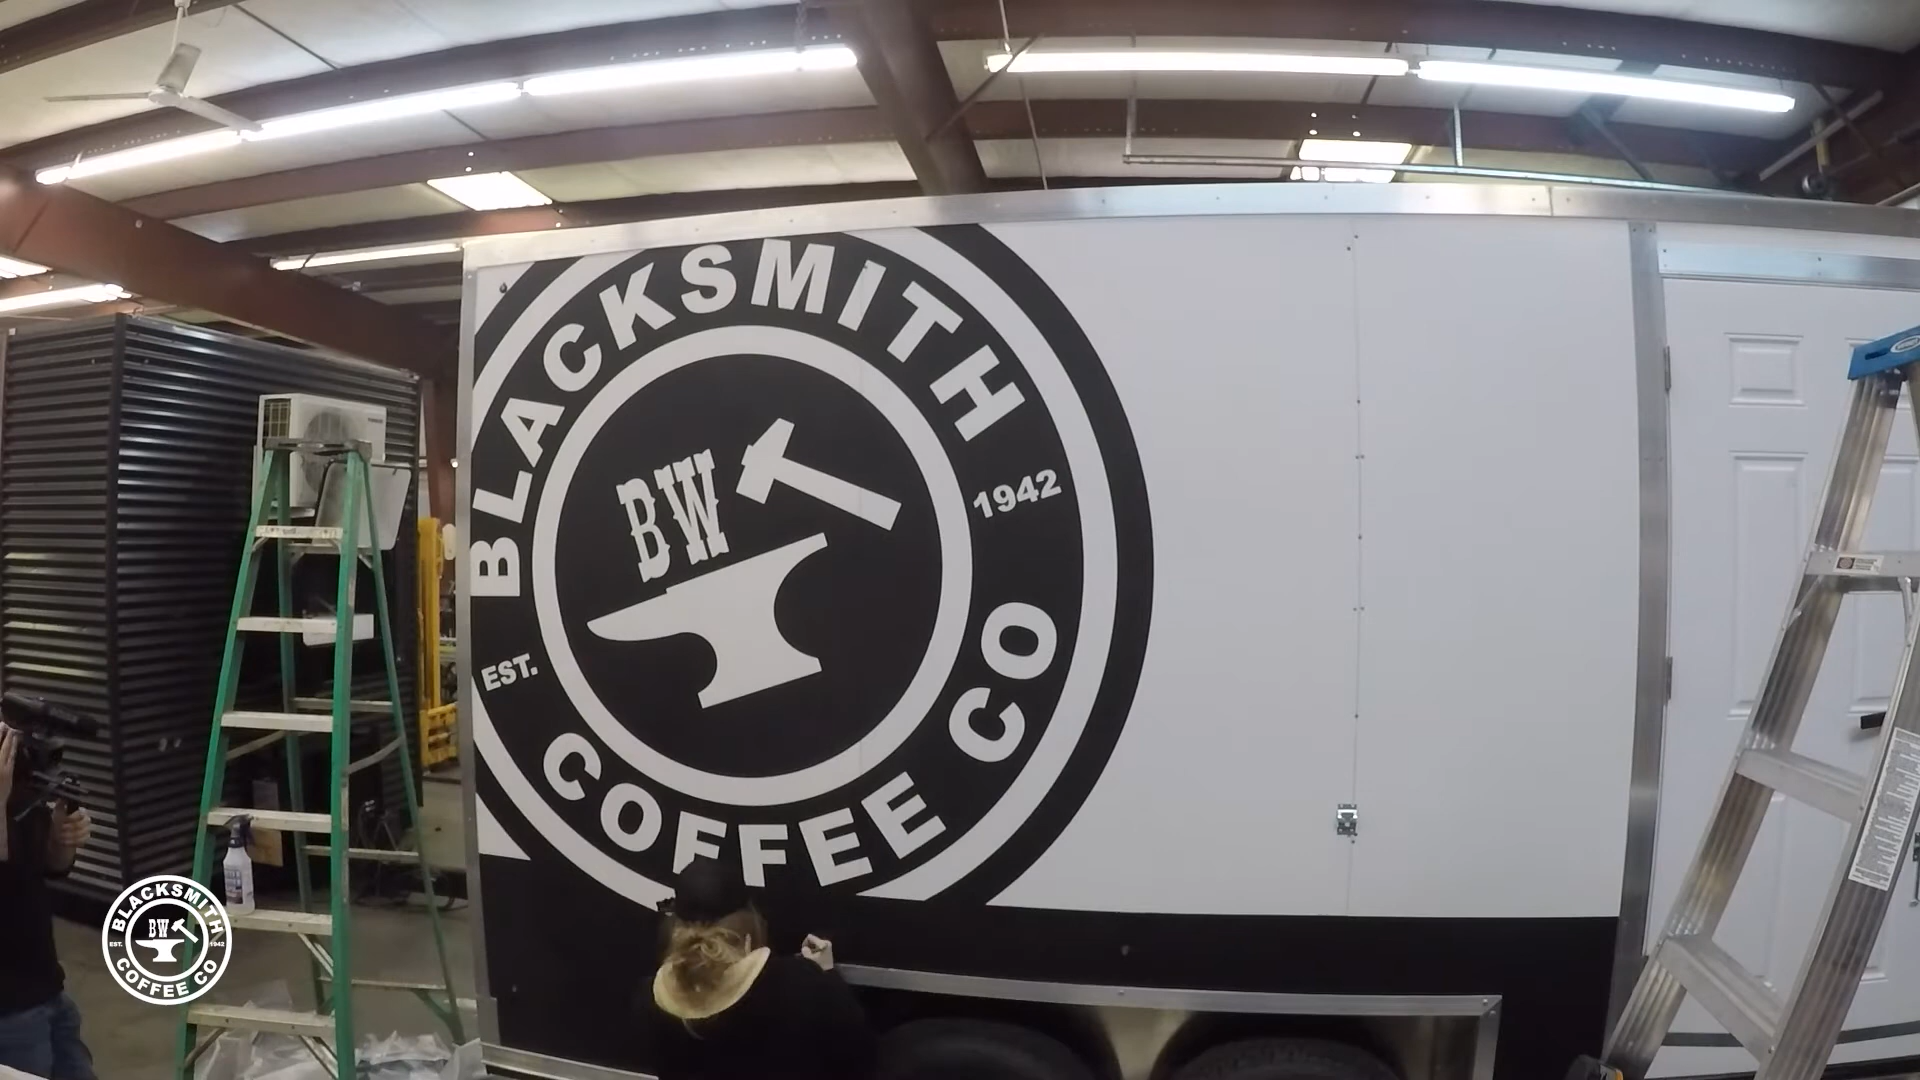 BLACKSMITH
BW
1942
EST.
COFFEE CO
BLACKSMITH
BW
EST.
1942
COFFEE CO